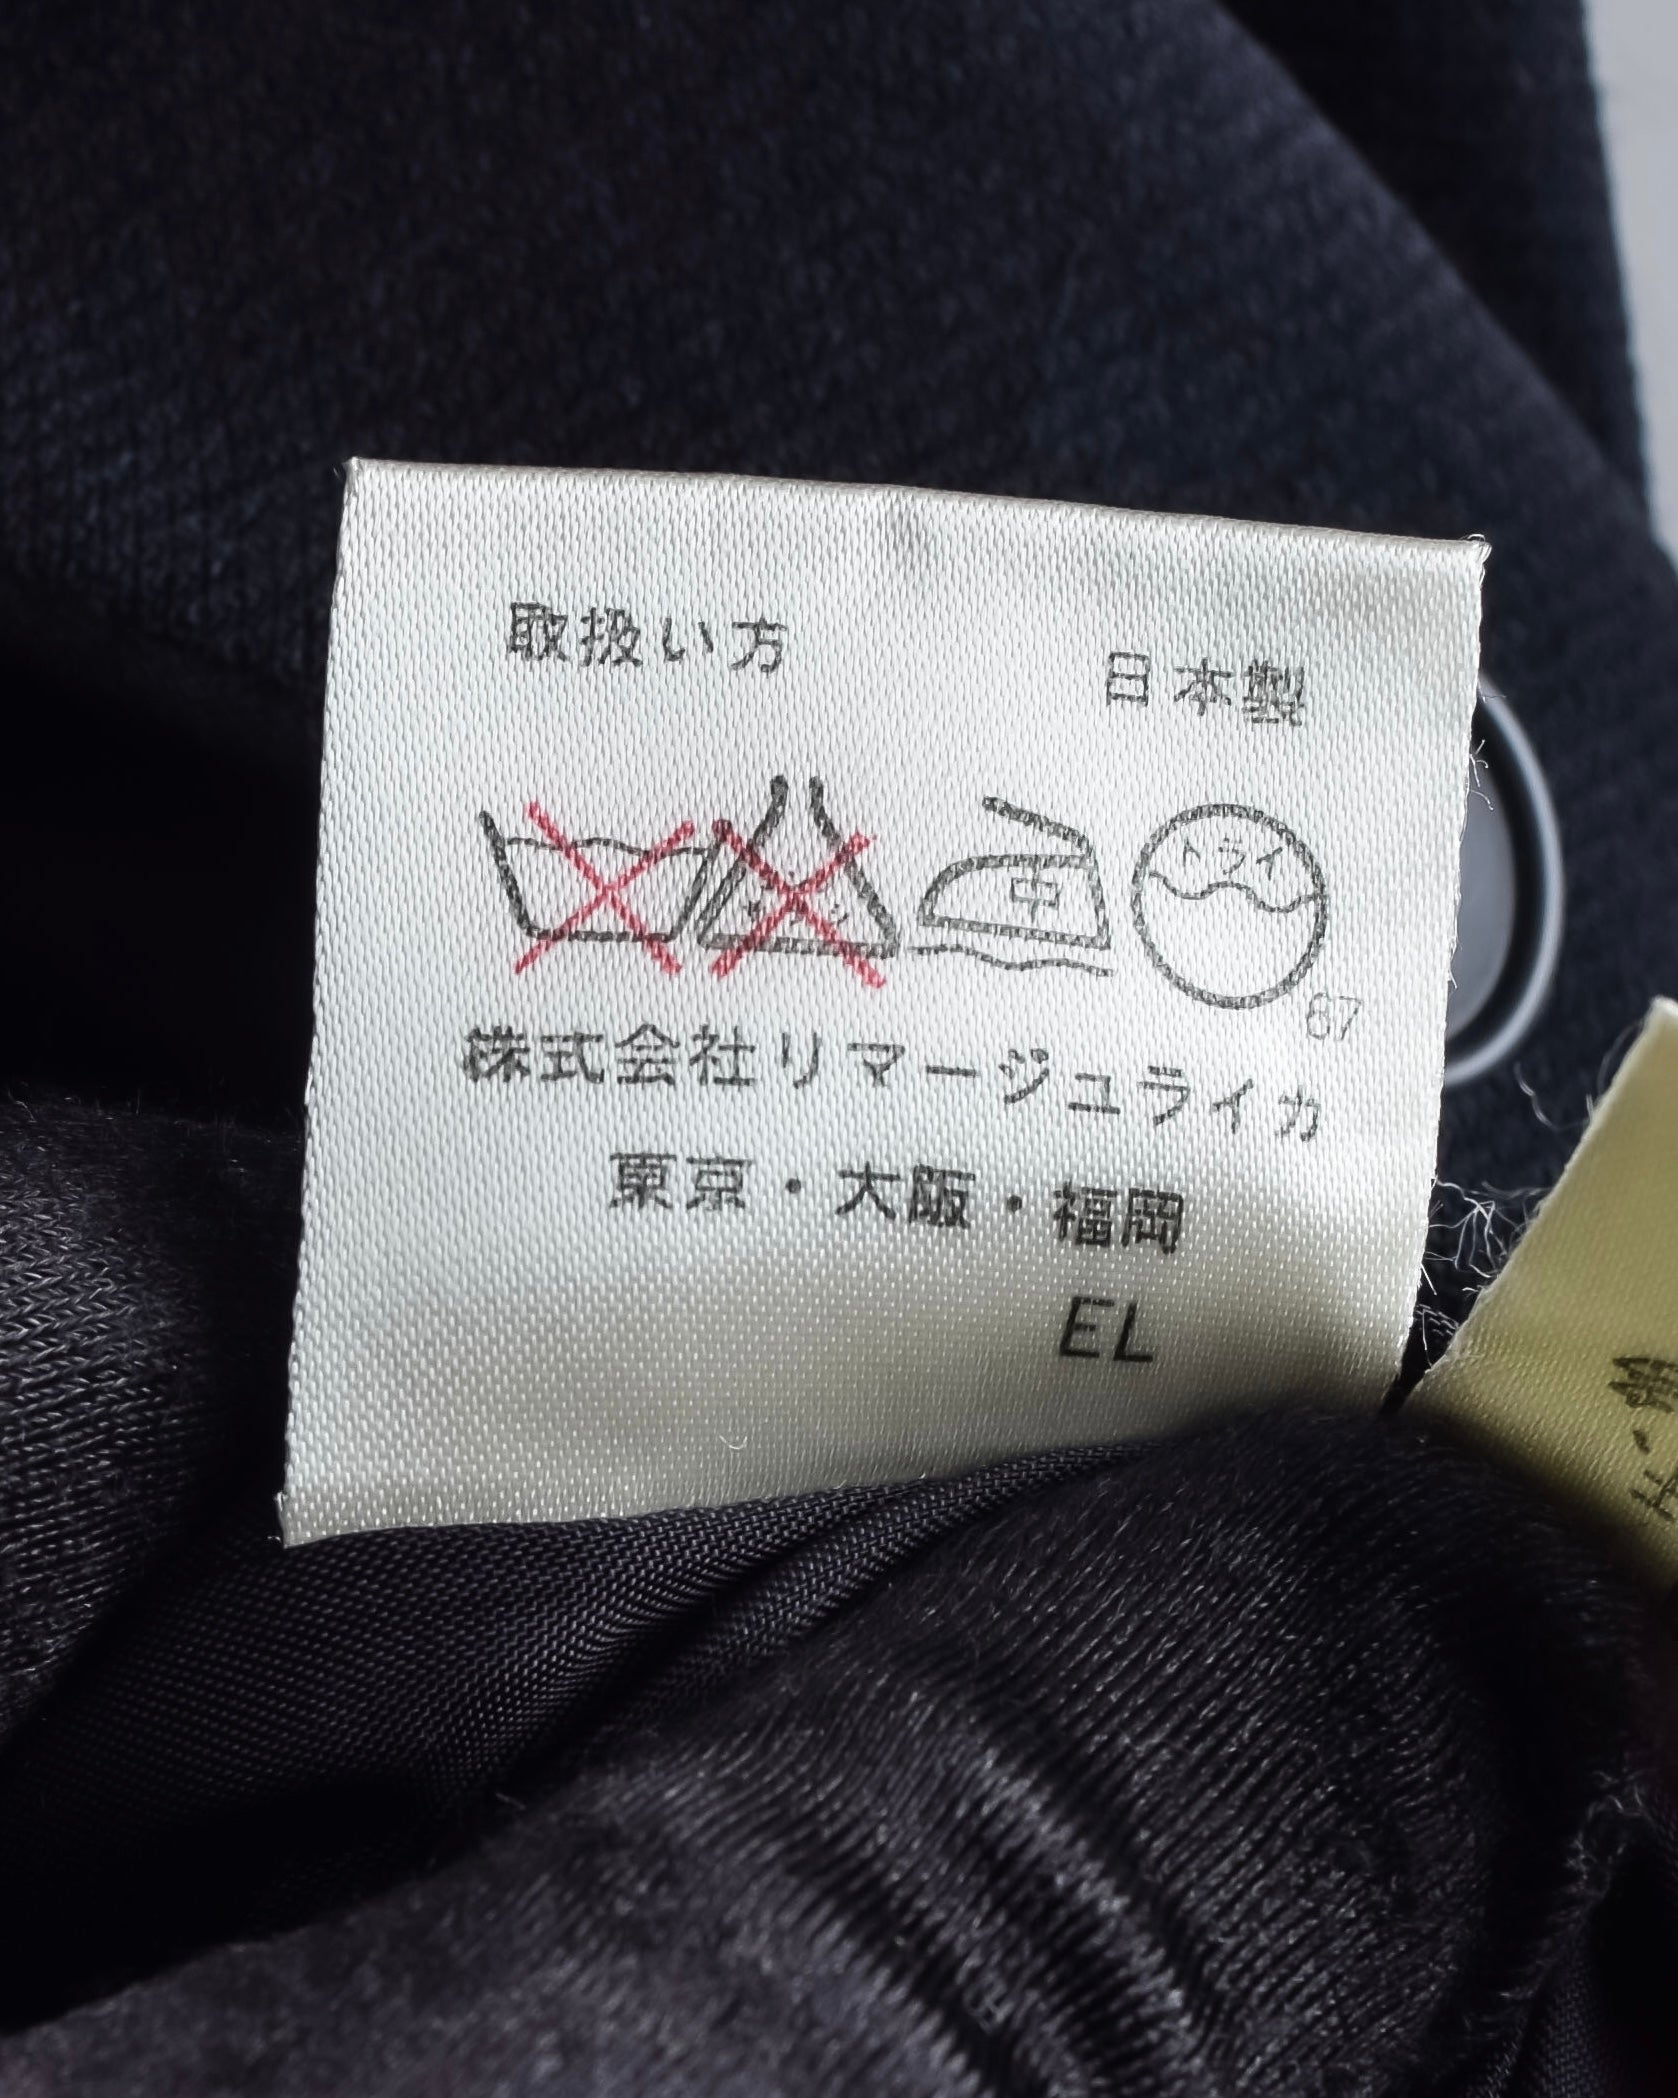 取扱い方
日本製
中
ドライ
67
株式会社リマージュライカ
東京・大阪・福岡
EL